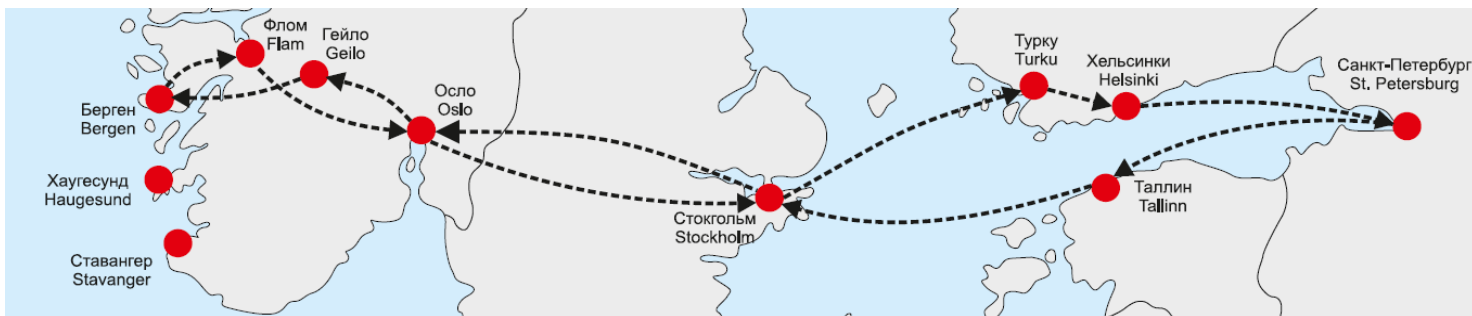 Флом
Flam
Гейло
Geilo
Берген
Bergen
Осло
Oslo
Хаугесунд
Haugesund
Ставангер
Stavanger
Стокгольм
Stockholm
Турку
Turku
Хельсинки
Helsinki
Санкт-Петербург
St. Petersburg
Таллин
Tallinn